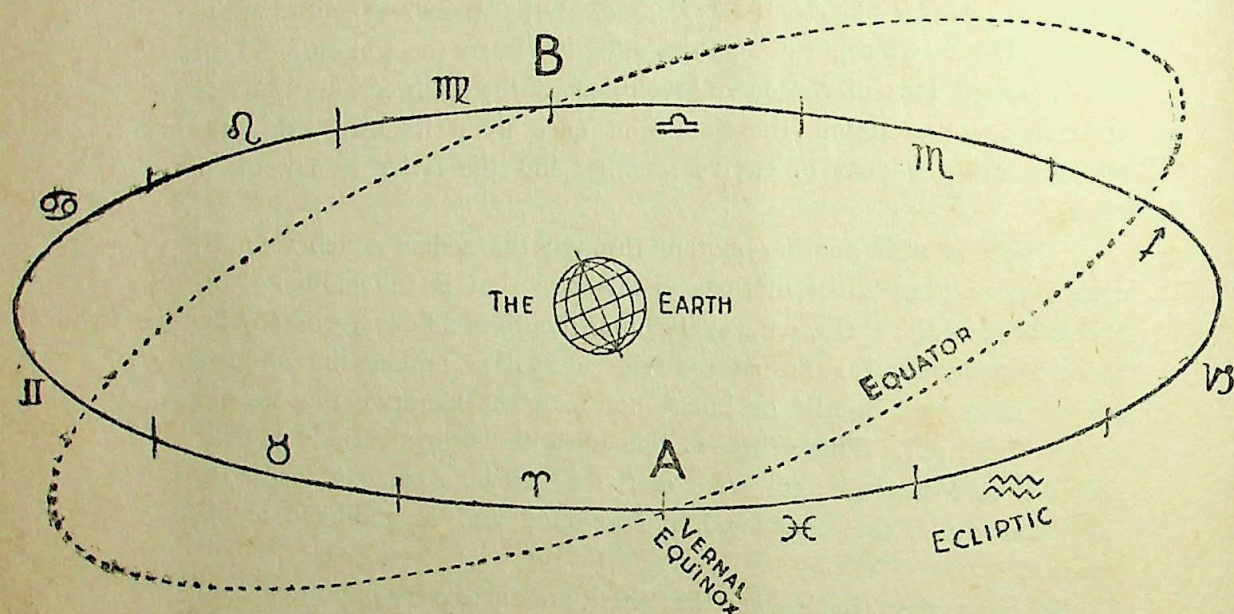 B
♍
♎
♌
♏
♋
♐
THE EARTH
EQUATOR
♊
♑
♉
♈
A
♓
♒
VERNAL
EQUINOX
ECLIPTIC